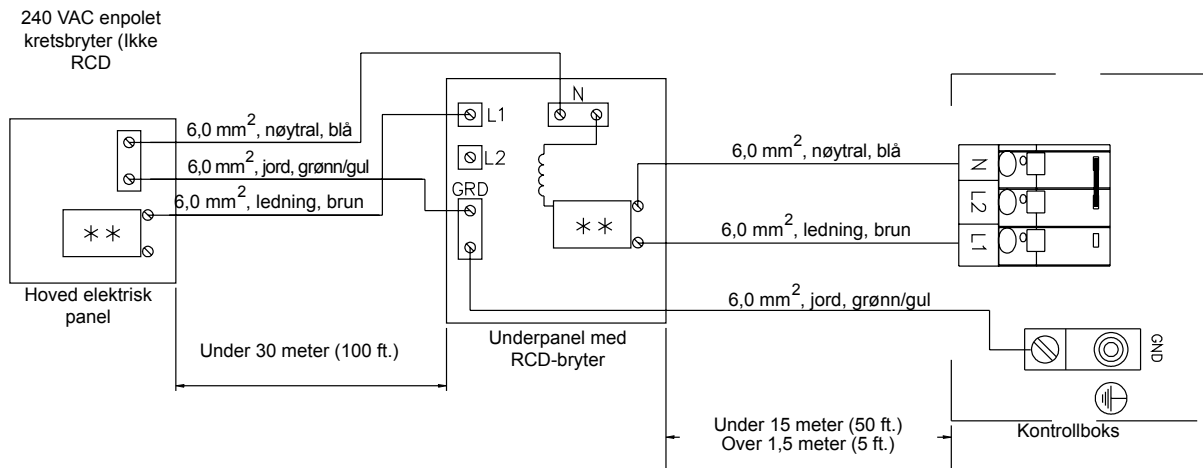 240 VAC enpolet
kretsbryter (Ikke
RCD
6,0 mm², nøytral, blå
6,0 mm², jord, grønn/gul
6,0 mm², ledning, brun
**
Hoved elektrisk
panel
Under 30 meter (100 ft.)
L1
N
L2
GRD
**
Underpanel med
RCD-bryter
6,0 mm², nøytral, blå
6,0 mm², ledning, brun
6,0 mm², jord, grønn/gul
Under 15 meter (50 ft.)
Over 1,5 meter (5 ft.)
N
L2
L1
GND
Kontrollboks